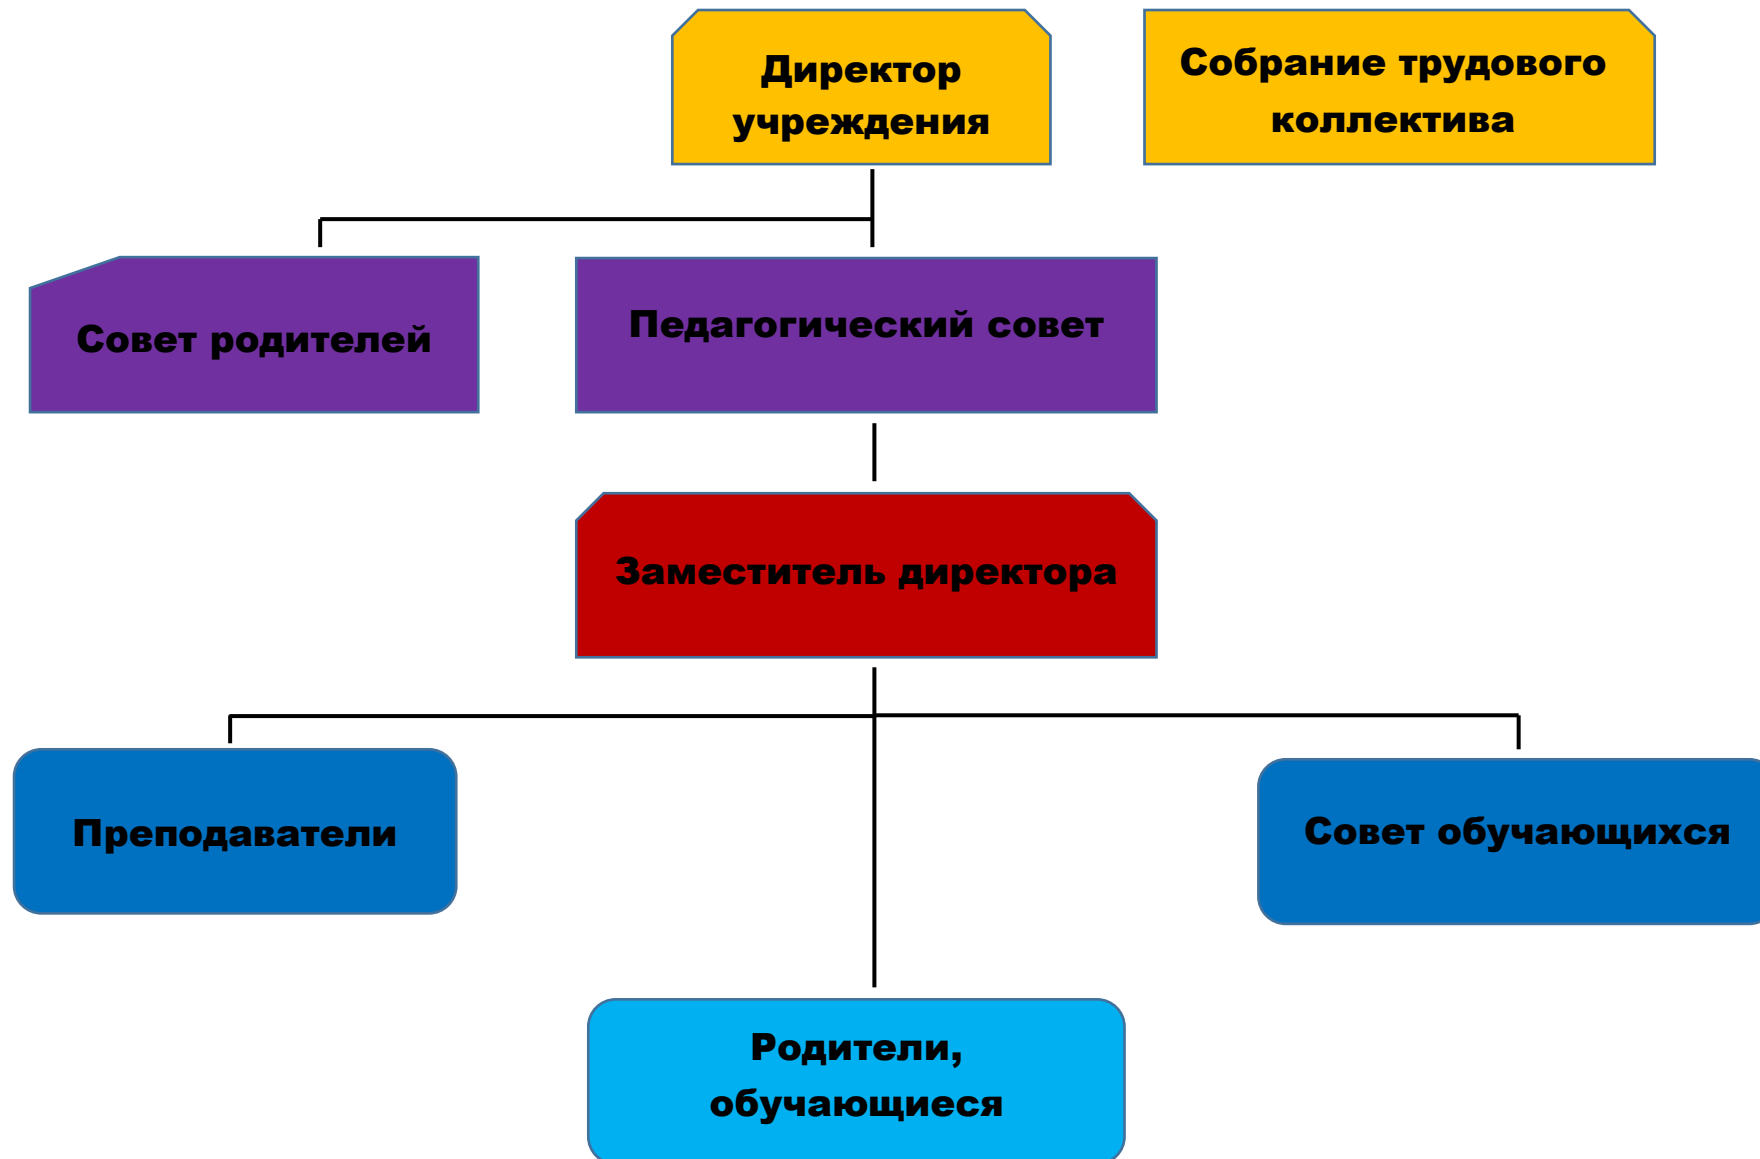 Директор
учреждения
Собрание трудового
коллектива
Совет родителей
Педагогический совет
Заместитель директора
Преподаватели
Совет обучающихся
Родители,
обучающиеся